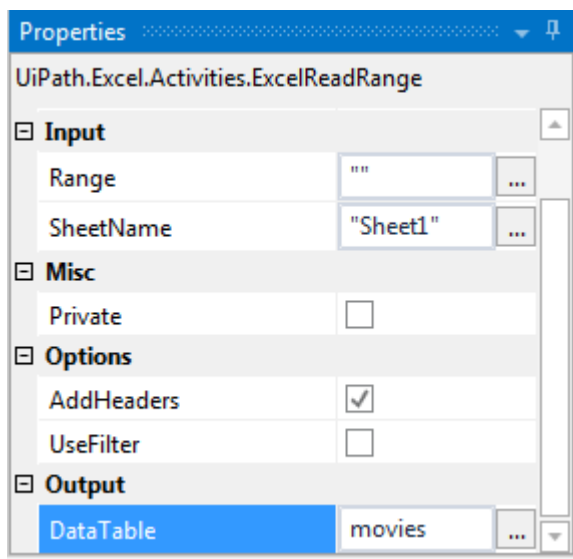 Properties
UiPath.Excel.Activities.ExcelReadRange
Input
Range "" ...
SheetName "Sheet1" ...
Misc
Private
Options
AddHeaders
UseFilter
Output
DataTable movies ...